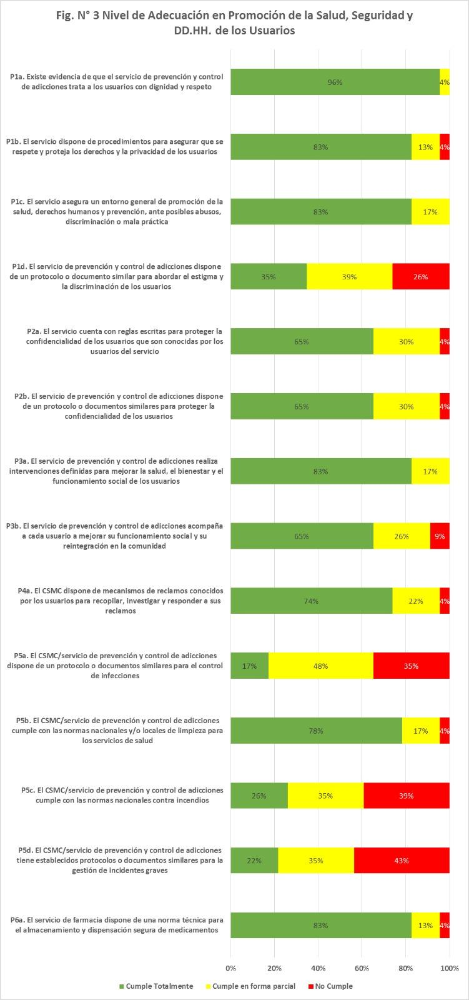 Fig. N° 3 Nivel de Adecuación en Promoción de la Salud, Seguridad y
DD.HH. de los Usuarios
P1a. Existe evidencia de que el servicio de prevención y control
de adicciones trata a los usuarios con dignidad y respeto
96%
4%
P1b. El servicio dispone de procedimientos para asegurar que se
respete y proteja los derechos y la privacidad de los usuarios
83%
13%
4%
P1c. El servicio asegura un entorno general de promoción de la
salud, derechos humanos y prevención, ante posibles abusos,
discriminación o mala práctica
83%
17%
P1d. El servicio de prevención y control de adicciones dispone
de un protocolo o documento similar para abordar el estigma y
la discriminación de los usuarios
35%
39%
26%
P2a. El servicio cuenta con reglas escritas para proteger la
confidencialidad de los usuarios que son conocidas por los
usuarios del servicio
65%
30%
4%
P2b. El servicio de prevención y control de adicciones dispone
de un protocolo o documentos similares para proteger la
confidencialidad de los usuarios
65%
30%
4%
P3a. El servicio de prevención y control de adicciones realiza
intervenciones definidas para mejorar la salud, el bienestar y el
funcionamiento social de los usuarios
83%
17%
P3b. El servicio de prevención y control de adicciones acompaña
a cada usuario a mejorar su funcionamiento social y su
reintegración en la comunidad
65%
26%
9%
P4a. El CSMC dispone de mecanismos de reclamos conocidos
por los usuarios para recopilar, investigar y responder a sus
reclamos
74%
22%
4%
P5a. El CSMC/servicio de prevención y control de adicciones
dispone de un protocolo o documentos similares para el control
de infecciones
17%
48%
35%
P5b. El CSMC/servicio de prevención y control de adicciones
cumple con las normas nacionales y/o locales de limpieza para
los servicios de salud
78%
17%
4%
P5c. El CSMC/servicio de prevención y control de adicciones
cumple con las normas nacionales contra incendios
26%
35%
39%
P5d. El CSMC/servicio de prevención y control de adicciones
tiene establecidos protocolos o documentos similares para la
gestión de incidentes graves
22%
35%
43%
P6a. El servicio de farmacia dispone de una norma técnica para
el almacenamiento y dispensación segura de medicamentos
83%
13%
4%
0% 20% 40% 60% 80% 100%
Cumple Totalmente Cumple en forma parcial No Cumple